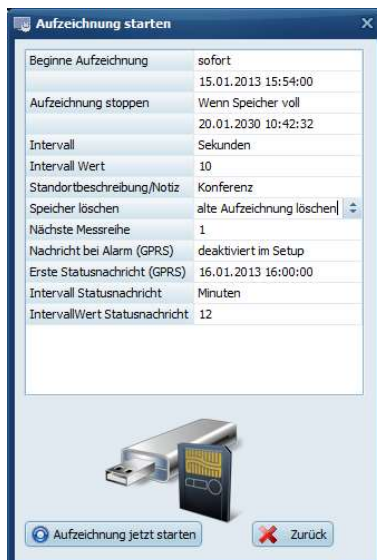 Aufzeichnung starten
Beginne Aufzeichnung sofort
15.01.2013 15:54:00
Aufzeichnung stoppen Wenn Speicher voll
20.01.2030 10:42:32
Intervall Sekunden
Intervall Wert 10
Standortbeschreibung/Notiz Konferenz
Speicher löschen alte Aufzeichnung löschen
Nächste Messreihe 1
Nachricht bei Alarm (GPRS) deaktiviert im Setup
Erste Statusnachricht (GPRS) 16.01.2013 16:00:00
Intervall Statusnachricht Minuten
IntervallWert Statusnachricht 12
Aufzeichnung jetzt starten Zurück